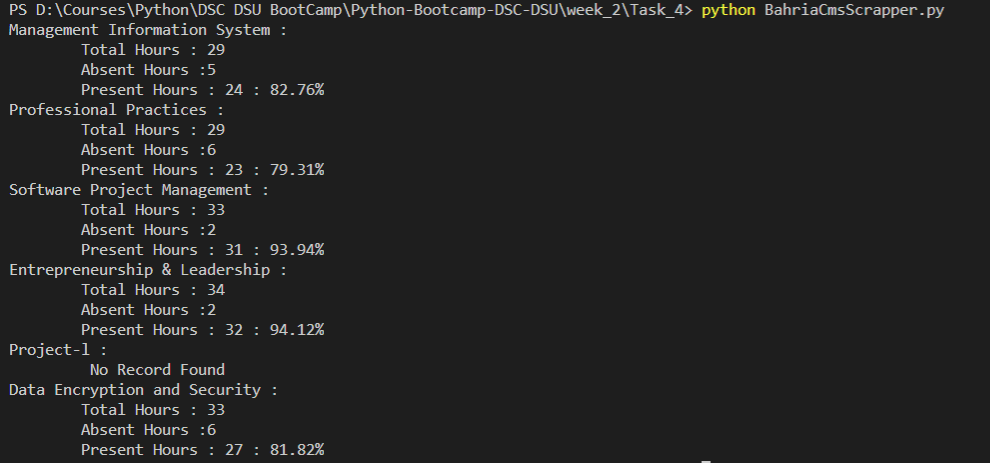 PS D:\Courses\Python\DSC DSU BootCamp\Python-Bootcamp-DSC-DSU\week_2\Task_4> python BahriaCmsScrapper.py
Management Information System :
Total Hours : 29
Absent Hours :5
Present Hours : 24 : 82.76%
Professional Practices :
Total Hours : 29
Absent Hours :6
Present Hours : 23 : 79.31%
Software Project Management :
Total Hours : 33
Absent Hours :2
Present Hours : 31 : 93.94%
Entrepreneurship & Leadership :
Total Hours : 34
Absent Hours :2
Present Hours : 32 : 94.12%
Project-l :
No Record Found
Data Encryption and Security :
Total Hours : 33
Absent Hours :6
Present Hours : 27 : 81.82%